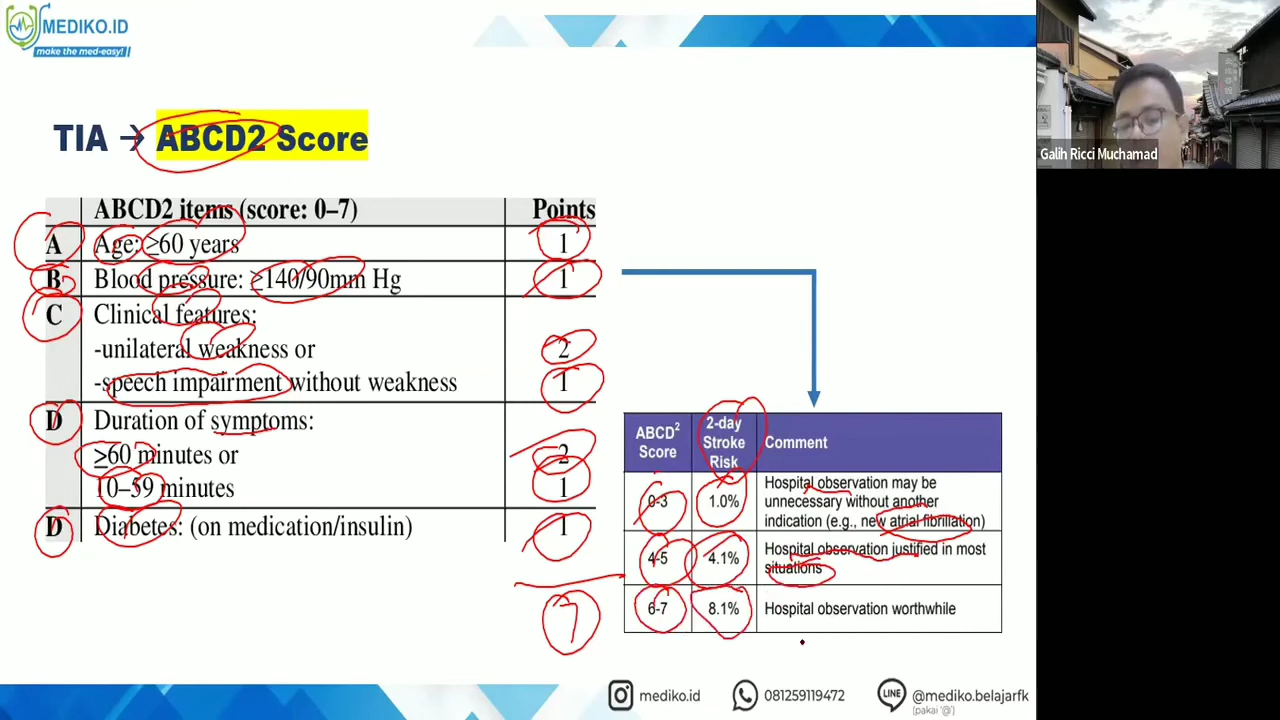 MEDIKO.ID
make the med-easy!
TIA → ABCD2 Score
ABCD2 items (score: 0–7) Points
A Age: ≥60 years 1
B Blood pressure: ≥140/90mm Hg 1
C Clinical features:
-unilateral weakness or 2
-speech impairment without weakness 1
D Duration of symptoms:
≥60 minutes or 2
10–59 minutes 1
D Diabetes: (on medication/insulin) 1
7
ABCD² Score
2-day Stroke Risk
Comment
0-3 1.0% Hospital observation may be
unnecessary without another
indication (e.g., new atrial fibrillation)
4-5 4.1% Hospital observation justified in most
situations
6-7 8.1% Hospital observation worthwhile
Galih Ricci Muchamad
mediko.id
081259119472
LINE
@mediko.belajarfk
(pakai '@')